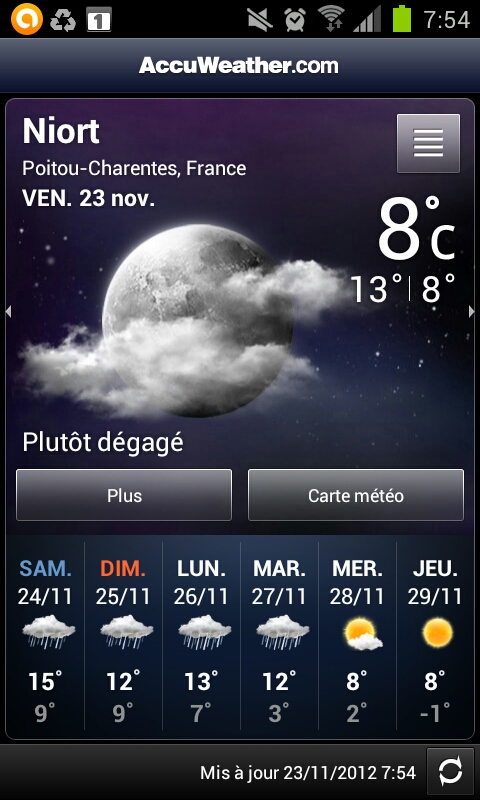 1
7:54
AccuWeather.com
Niort
Poitou-Charentes, France
VEN. 23 nov.
8°c
13° 8°
Plutôt dégagé
Plus
Carte météo
SAM. DIM. LUN. MAR. MER. JEU.
24/11 25/11 26/11 27/11 28/11 29/11
15° 12° 13° 12° 8° 8°
9° 9° 7° 3° 2° -1°
Mis à jour 23/11/2012 7:54